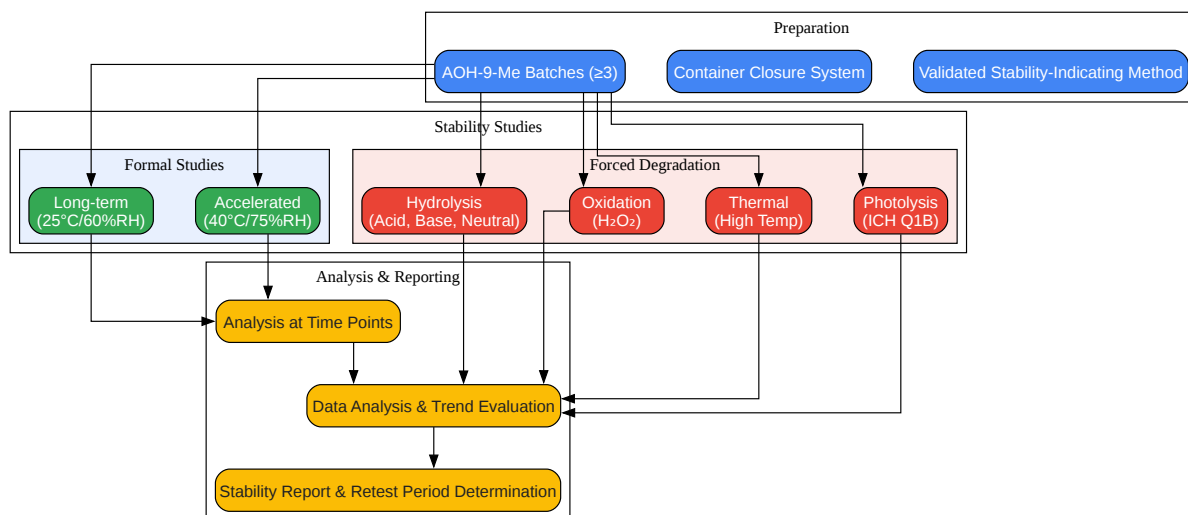 Preparation
AOH-9-Me Batches (≥3)
Container Closure System
Validated Stability-Indicating Method
Stability Studies
Formal Studies
Forced Degradation
Long-term
(25°C/60%RH)
Accelerated
(40°C/75%RH)
Hydrolysis
(Acid, Base, Neutral)
Oxidation
(H₂O₂)
Thermal
(High Temp)
Photolysis
(ICH Q1B)
Analysis & Reporting
Analysis at Time Points
Data Analysis & Trend Evaluation
Stability Report & Retest Period Determination